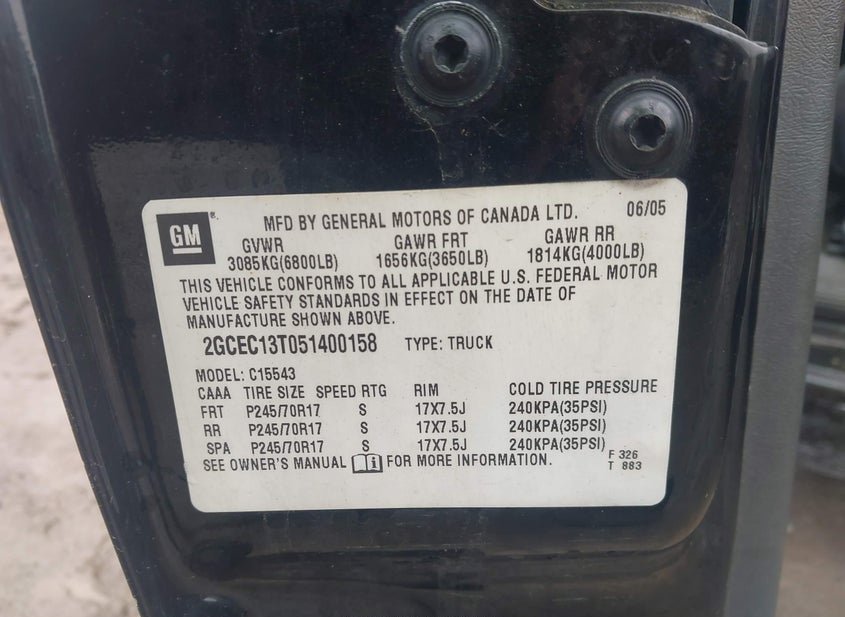 GM
MFD BY GENERAL MOTORS OF CANADA LTD. 06/05
GVWR GAWR FRT GAWR RR
3085KG(6800LB) 1656KG(3650LB) 1814KG(4000LB)
THIS VEHICLE CONFORMS TO ALL APPLICABLE U.S. FEDERAL MOTOR
VEHICLE SAFETY STANDARDS IN EFFECT ON THE DATE OF
MANUFACTURE SHOWN ABOVE.
2GCEC13T051400158 TYPE: TRUCK
MODEL: C15543
CAAA TIRE SIZE SPEED RTG RIM COLD TIRE PRESSURE
FRT P245/70R17 S 17X7.5J 240KPA(35PSI)
RR P245/70R17 S 17X7.5J 240KPA(35PSI)
SPA P245/70R17 S 17X7.5J 240KPA(35PSI)
SEE OWNER'S MANUAL FOR MORE INFORMATION.
F 326
T 883